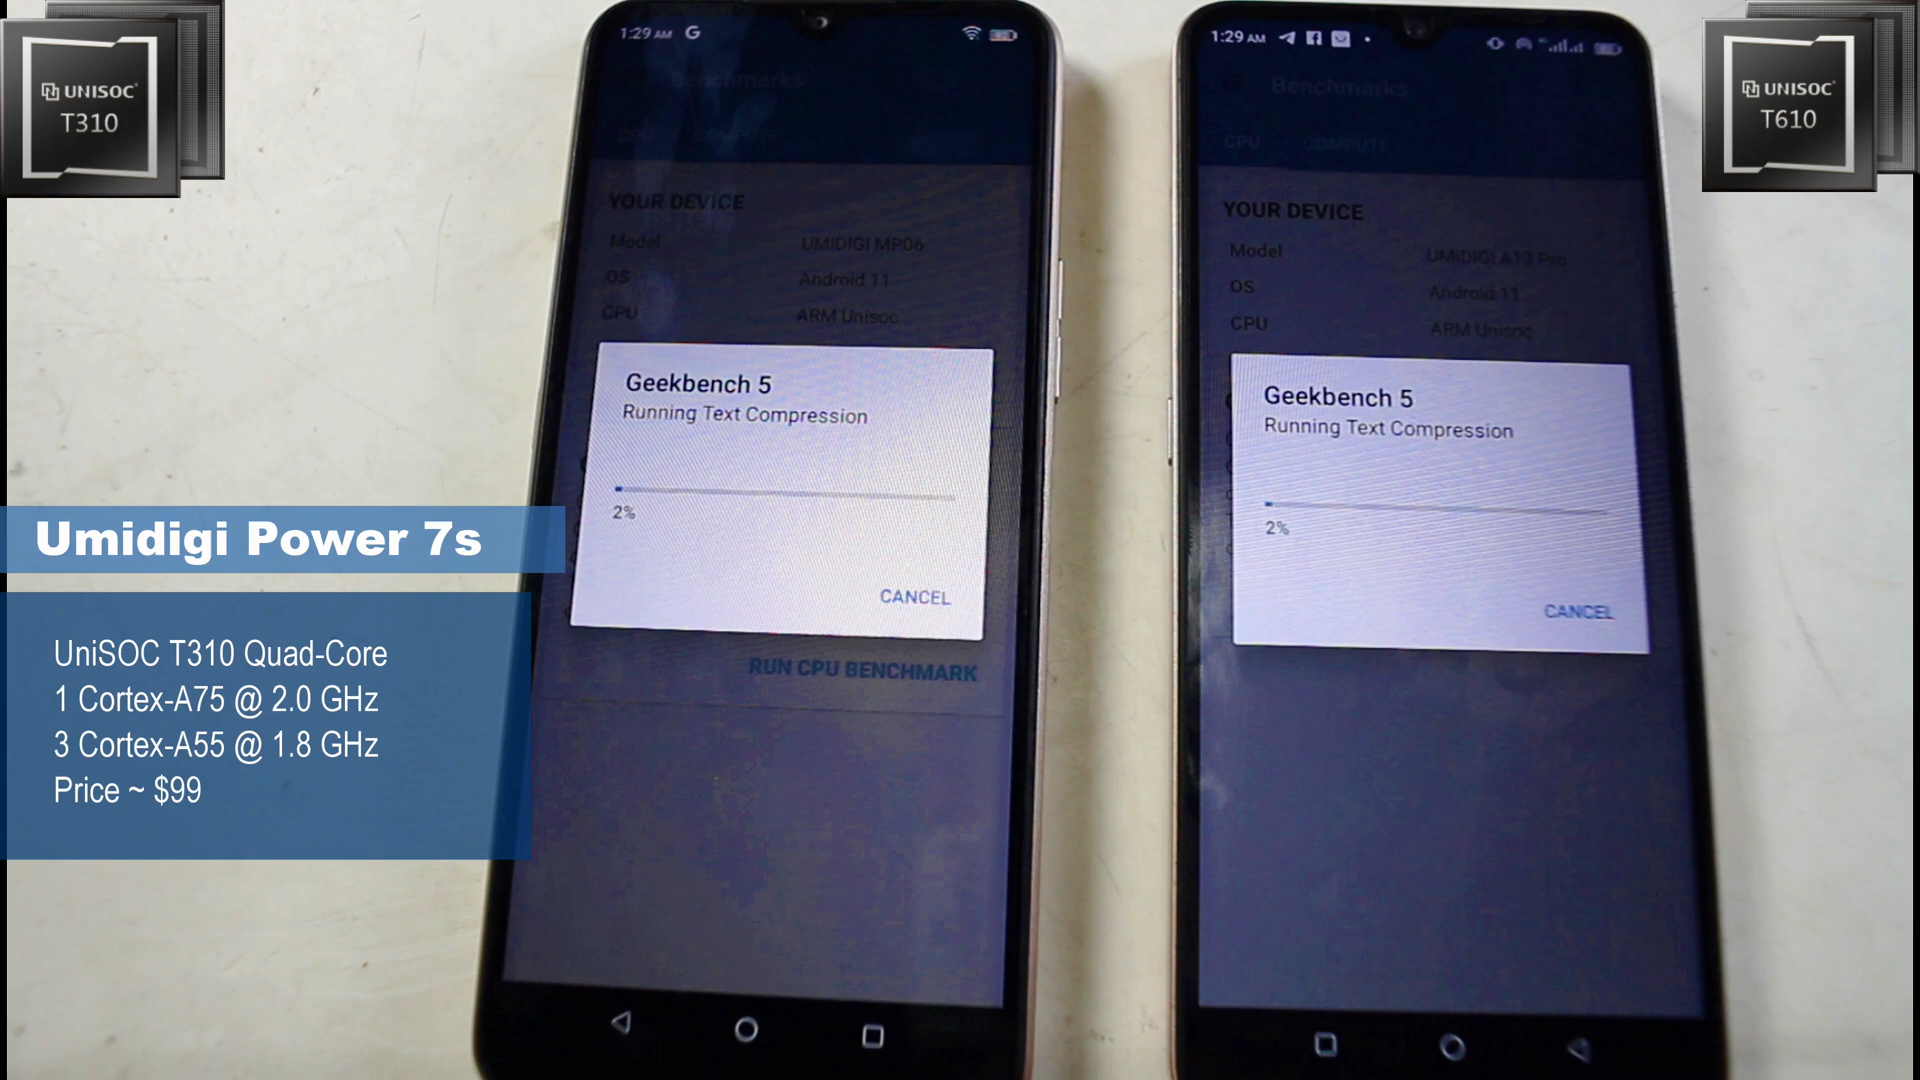 UNISOC
T310
1:29 AM G
Benchmarks
YOUR DEVICE
Model UMIDIGI MP06
OS Android 11
CPU ARM Unisoc
Geekbench 5
Running Text Compression
2%
CANCEL
RUN CPU BENCHMARK
1:29 AM
Benchmarks
CPU COMPUTE
YOUR DEVICE
Model UMIDIGI A13 Pro
OS Android 11
CPU ARM Unisoc
Geekbench 5
Running Text Compression
2%
CANCEL
UNISOC
T610
Umidigi Power 7s
UniSOC T310 Quad-Core
1 Cortex-A75 @ 2.0 GHz
3 Cortex-A55 @ 1.8 GHz
Price ~ $99